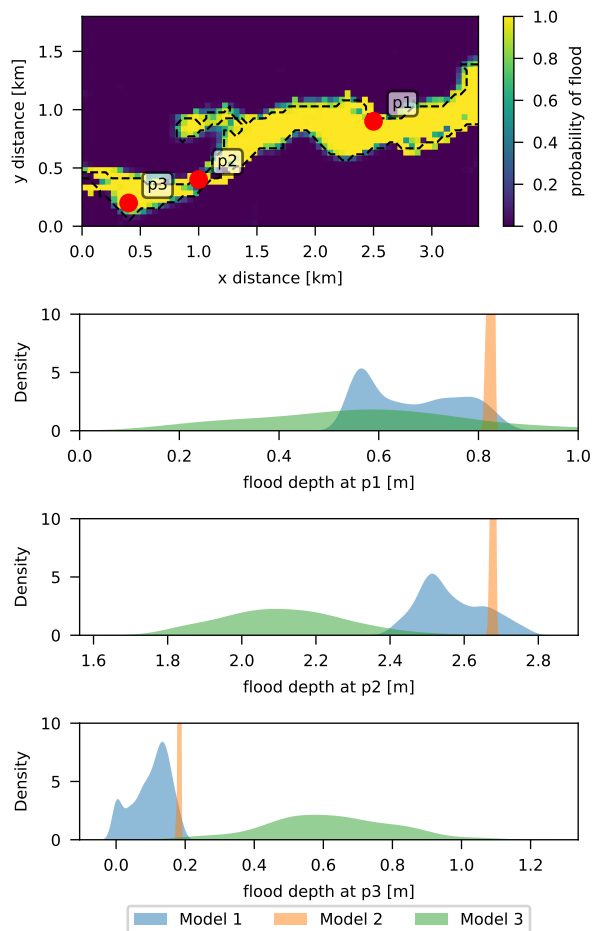 1.5
1.0
0.5
0.0
y distance [km]
p1
p2
p3
0.0 0.5 1.0 1.5 2.0 2.5 3.0
x distance [km]
1.0
0.8
0.6
0.4
0.2
0.0
probability of flood
10
5
0
Density
0.0 0.2 0.4 0.6 0.8 1.0
flood depth at p1 [m]
10
5
0
Density
1.6 1.8 2.0 2.2 2.4 2.6 2.8
flood depth at p2 [m]
10
5
0
Density
0.0 0.2 0.4 0.6 0.8 1.0 1.2
flood depth at p3 [m]
Model 1 Model 2 Model 3